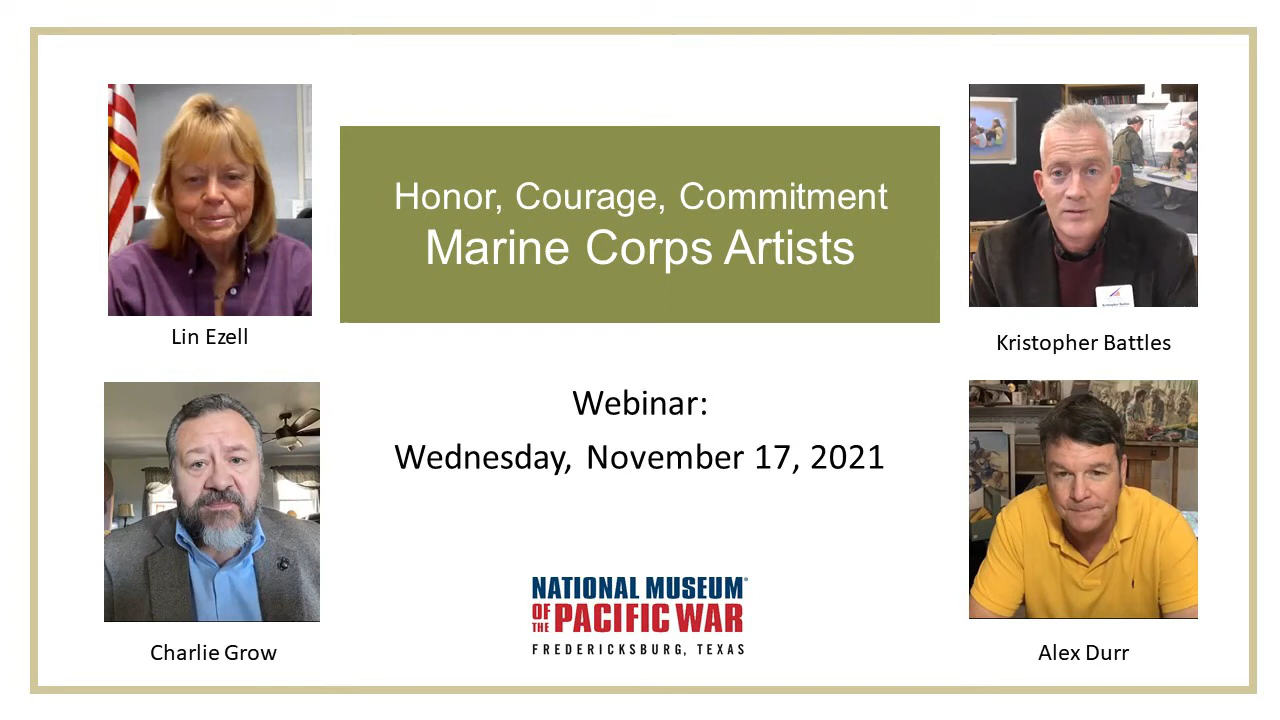 Honor, Courage, Commitment
Marine Corps Artists
Lin Ezell
Kristopher Battles
Webinar:
Wednesday, November 17, 2021
NATIONAL MUSEUM
OF THE PACIFIC WAR
FREDERICKSBURG, TEXAS
Charlie Grow
Alex Durr